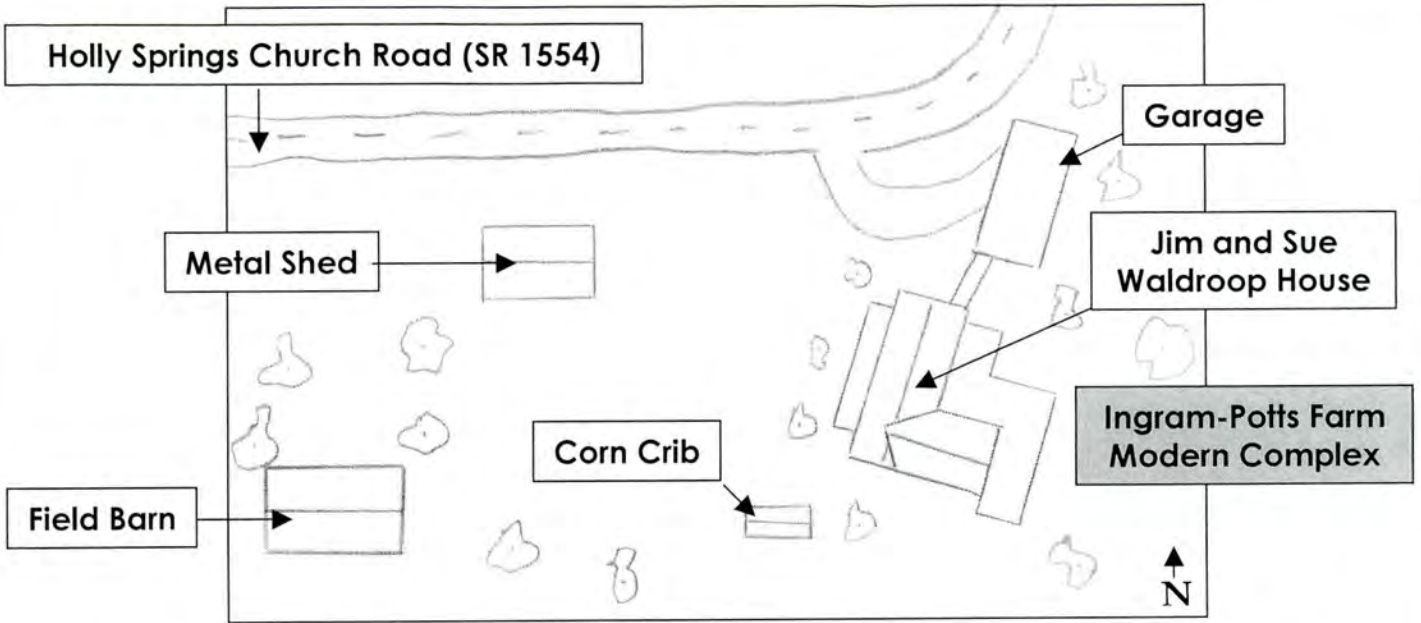 Holly Springs Church Road (SR 1554)
Garage
Metal Shed
Jim and Sue
Waldroop House
Ingram-Potts Farm
Modern Complex
Corn Crib
Field Barn
N